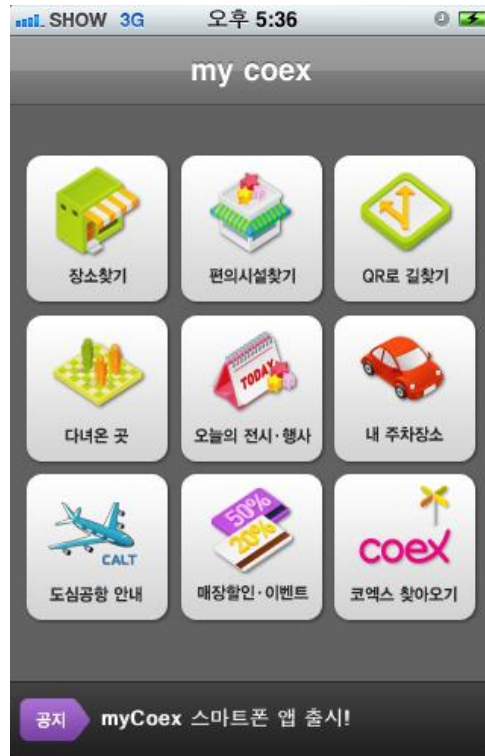 SHOW 3G 오후 5:36
my coex
장소찾기 편의시설찾기 QR로 길찾기
TODAY
다녀온 곳 오늘의 전시·행사 내 주차장소
50%
20%
CALT coex
도심공항 안내 매장할인·이벤트 코엑스 찾아오기
공지 myCoex 스마트폰 앱 출시!